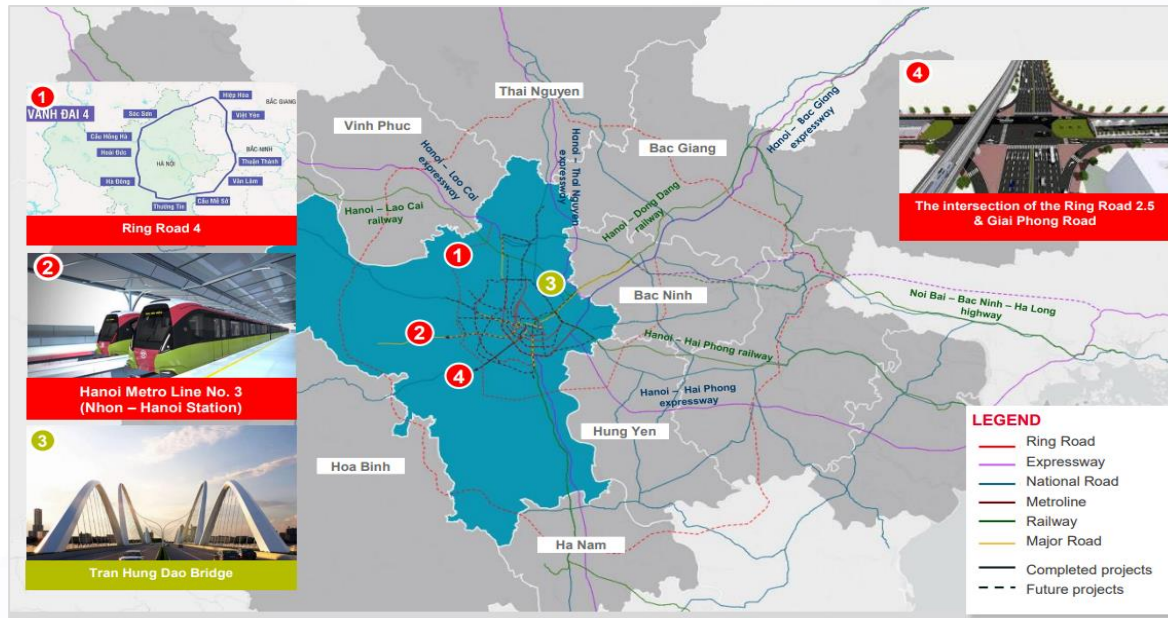 1
VÀNH ĐAI 4
Hiệp Hòa
BẮC GIANG
Sóc Sơn
Việt Yên
Cầu Hồng Hà
BẮC NINH
Hoài Đức
HÀ NỘI
Thuận Thành
Hà Đông
Văn Lâm
Thường Tín
Cầu Mễ Sở
Ring Road 4
2
Hanoi Metro Line No. 3
(Nhon – Hanoi Station)
3
Tran Hung Dao Bridge
Thai Nguyen
Vinh Phuc
Bac Giang
Hanoi – Lao Cai
expressway
Hanoi – Thai Nguyen
expressway
Hanoi – Bac Giang
expressway
Hanoi – Lao Cai
railway
Hanoi – Dong Dang
railway
1
3
2
4
Bac Ninh
Noi Bai – Bac Ninh – Ha Long
highway
Hanoi – Hai Phong railway
Hanoi – Hai Phong
expressway
Hung Yen
Hoa Binh
Ha Nam
4
The intersection of the Ring Road 2.5
& Giai Phong Road
LEGEND
Ring Road
Expressway
National Road
Metroline
Railway
Major Road
Completed projects
Future projects